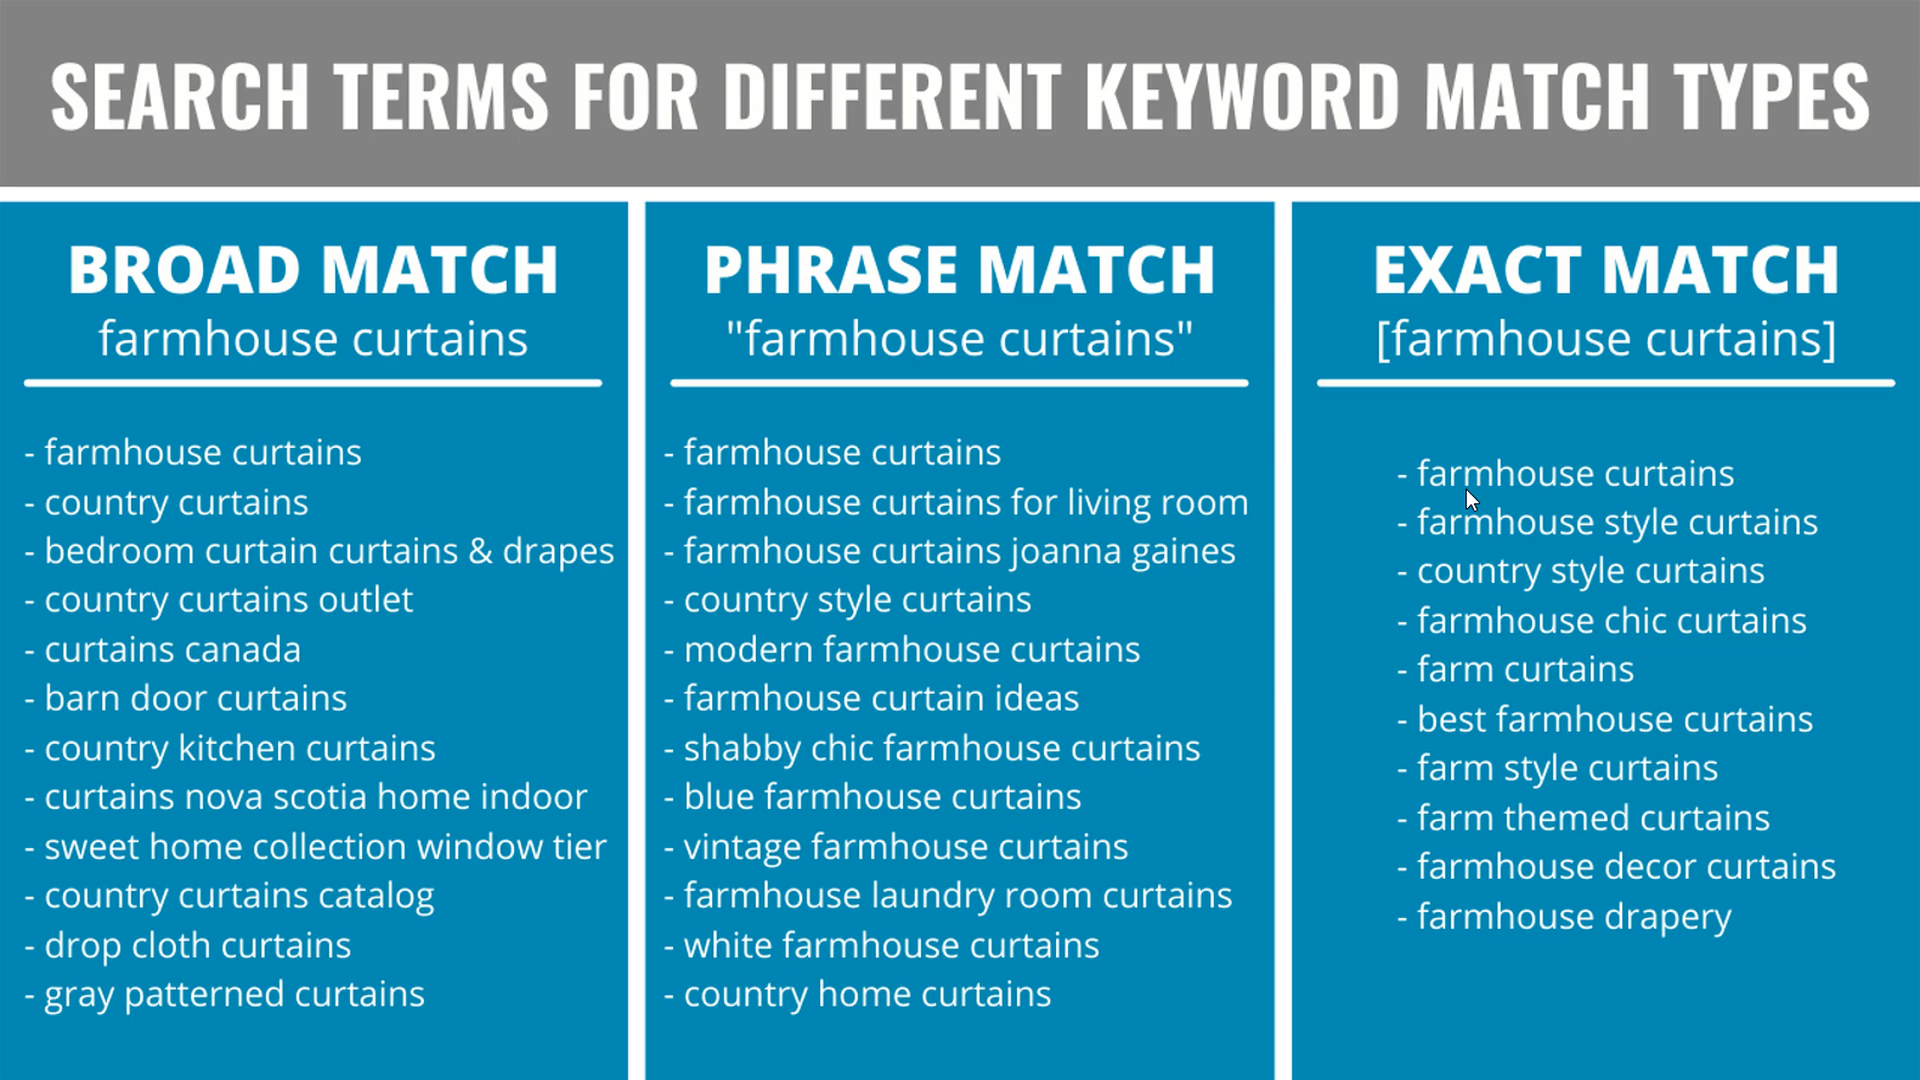 SEARCH TERMS FOR DIFFERENT KEYWORD MATCH TYPES
BROAD MATCH
farmhouse curtains
- farmhouse curtains
- country curtains
- bedroom curtain curtains & drapes
- country curtains outlet
- curtains canada
- barn door curtains
- country kitchen curtains
- curtains nova scotia home indoor
- sweet home collection window tier
- country curtains catalog
- drop cloth curtains
- gray patterned curtains
PHRASE MATCH
"farmhouse curtains"
- farmhouse curtains
- farmhouse curtains for living room
- farmhouse curtains joanna gaines
- country style curtains
- modern farmhouse curtains
- farmhouse curtain ideas
- shabby chic farmhouse curtains
- blue farmhouse curtains
- vintage farmhouse curtains
- farmhouse laundry room curtains
- white farmhouse curtains
- country home curtains
EXACT MATCH
[farmhouse curtains]
- farmhouse curtains
- farmhouse style curtains
- country style curtains
- farmhouse chic curtains
- farm curtains
- best farmhouse curtains
- farm style curtains
- farm themed curtains
- farmhouse decor curtains
- farmhouse drapery